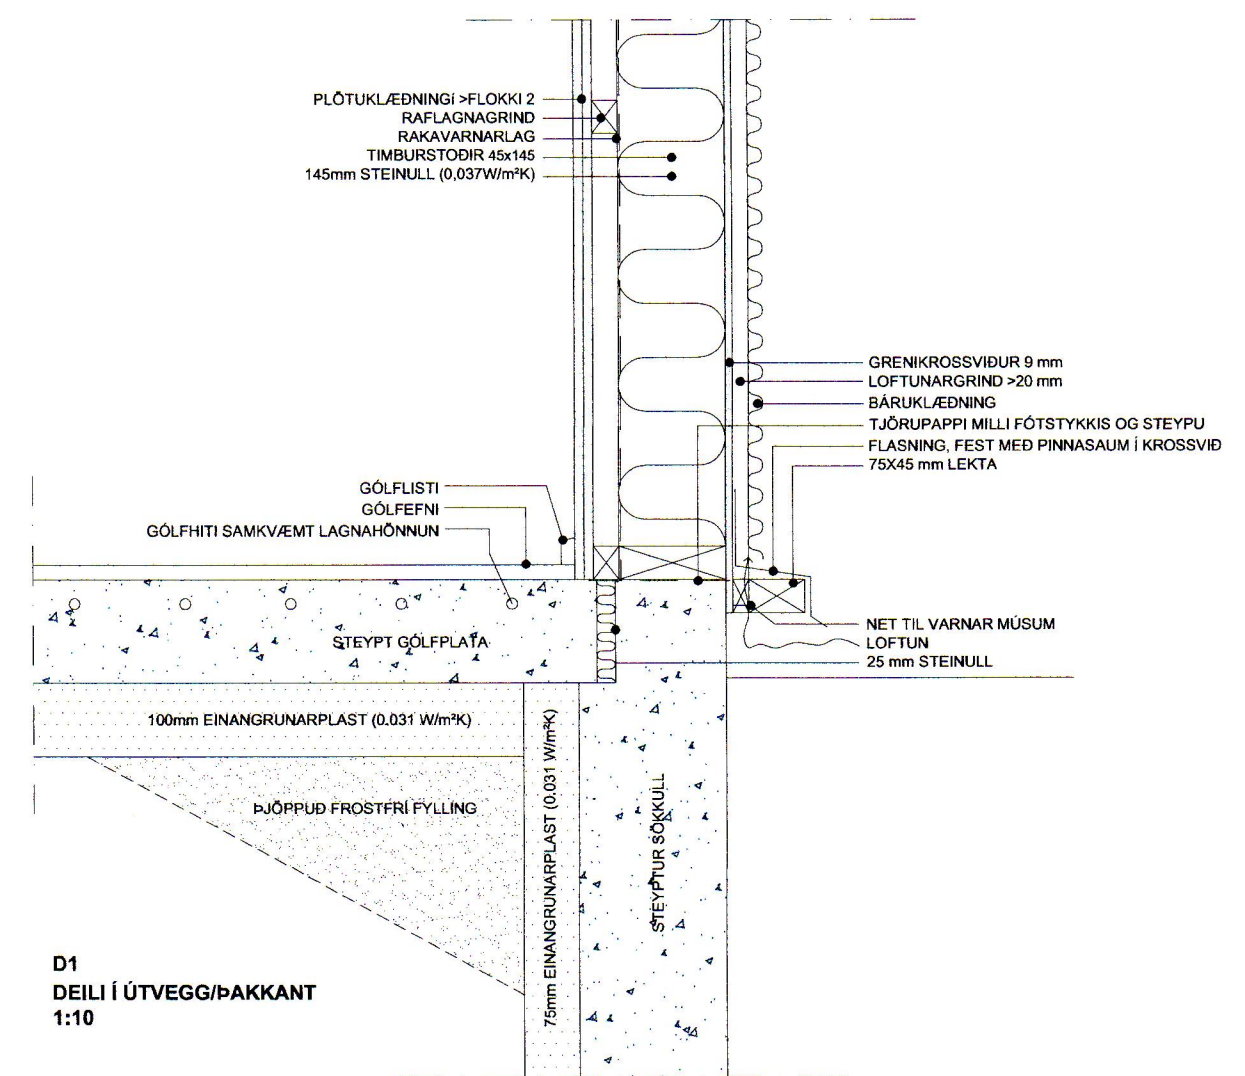 PLÖTUKLÆÐNINGÍ >FLOKKI 2
RAFLAGNAGRIND
RAKAVARNARLAG
TIMBURSTOÐIR 45x145
145mm STEINULL (0,037W/m²K)
GRENIKROSSVIÐUR 9 mm
LOFTUNARGRIND >20 mm
BÁRUKLÆÐNING
TJÖRUPAPPI MILLI FÓTSTYKKIS OG STEYPU
FLASNING, FEST MEÐ PINNASAUM Í KROSSVIÐ
75X45 mm LEKTA
GÓLFLISTI
GÓLFEFNI
GÓLFHITI SAMKVÆMT LAGNAHÖNNUN
NET TIL VARNAR MÚSUM
LOFTUN
25 mm STEINULL
STEYPT GÓLFPLATA
100mm EINANGRUNARPLAST (0.031 W/m²K)
ÞJÖPPUÐ FROSTFRÍ FYLLING
75mm EINANGRUNARPLAST (0.031 W/m²K)
STEYPTUR SÖKKULL
D1
DEILI Í ÚTVEGG/ÞAKKANT
1:10